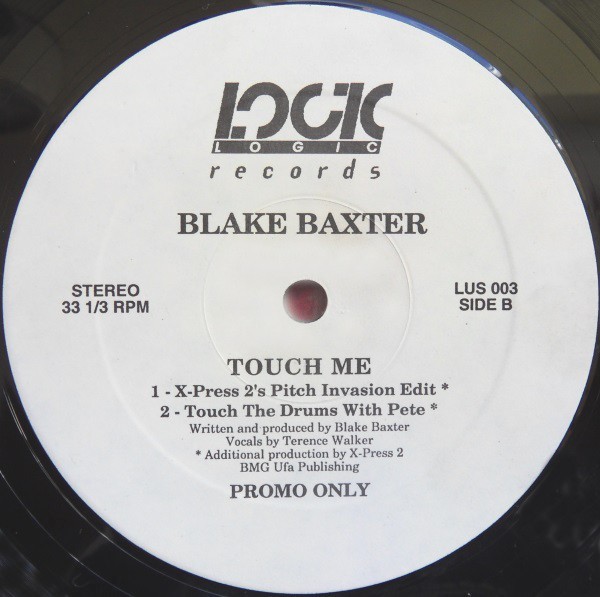 LOGIC
LOGIC
records
BLAKE BAXTER
STEREO
33 1/3 RPM
LUS 003
SIDE B
TOUCH ME
1 - X-Press 2's Pitch Invasion Edit *
2 - Touch The Drums With Pete *
Written and produced by Blake Baxter
Vocals by Terence Walker
* Additional production by X-Press 2
BMG Ufa Publishing
PROMO ONLY